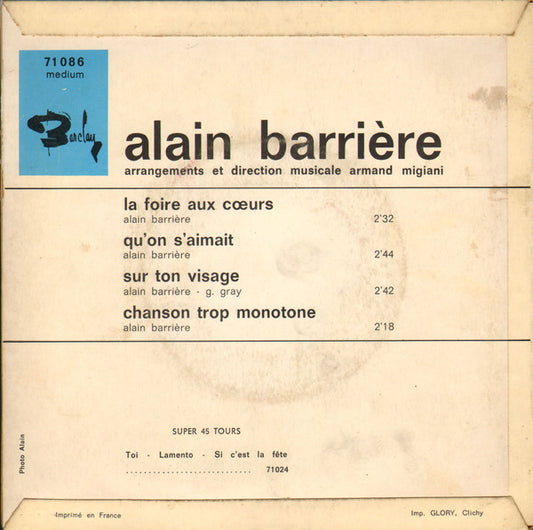 71086
medium
Barclay
alain barrière
arrangements et direction musicale armand migiani
la foire aux cœurs
alain barrière 2'32
qu'on s'aimait
alain barrière 2'44
sur ton visage
alain barrière - g. gray 2'42
chanson trop monotone
alain barrière 2'18
SUPER 45 TOURS
Toi - Lamento - Si c'est la fête
............................ 71024
Photo Alain
Imprimé en France Imp. GLORY, Clichy